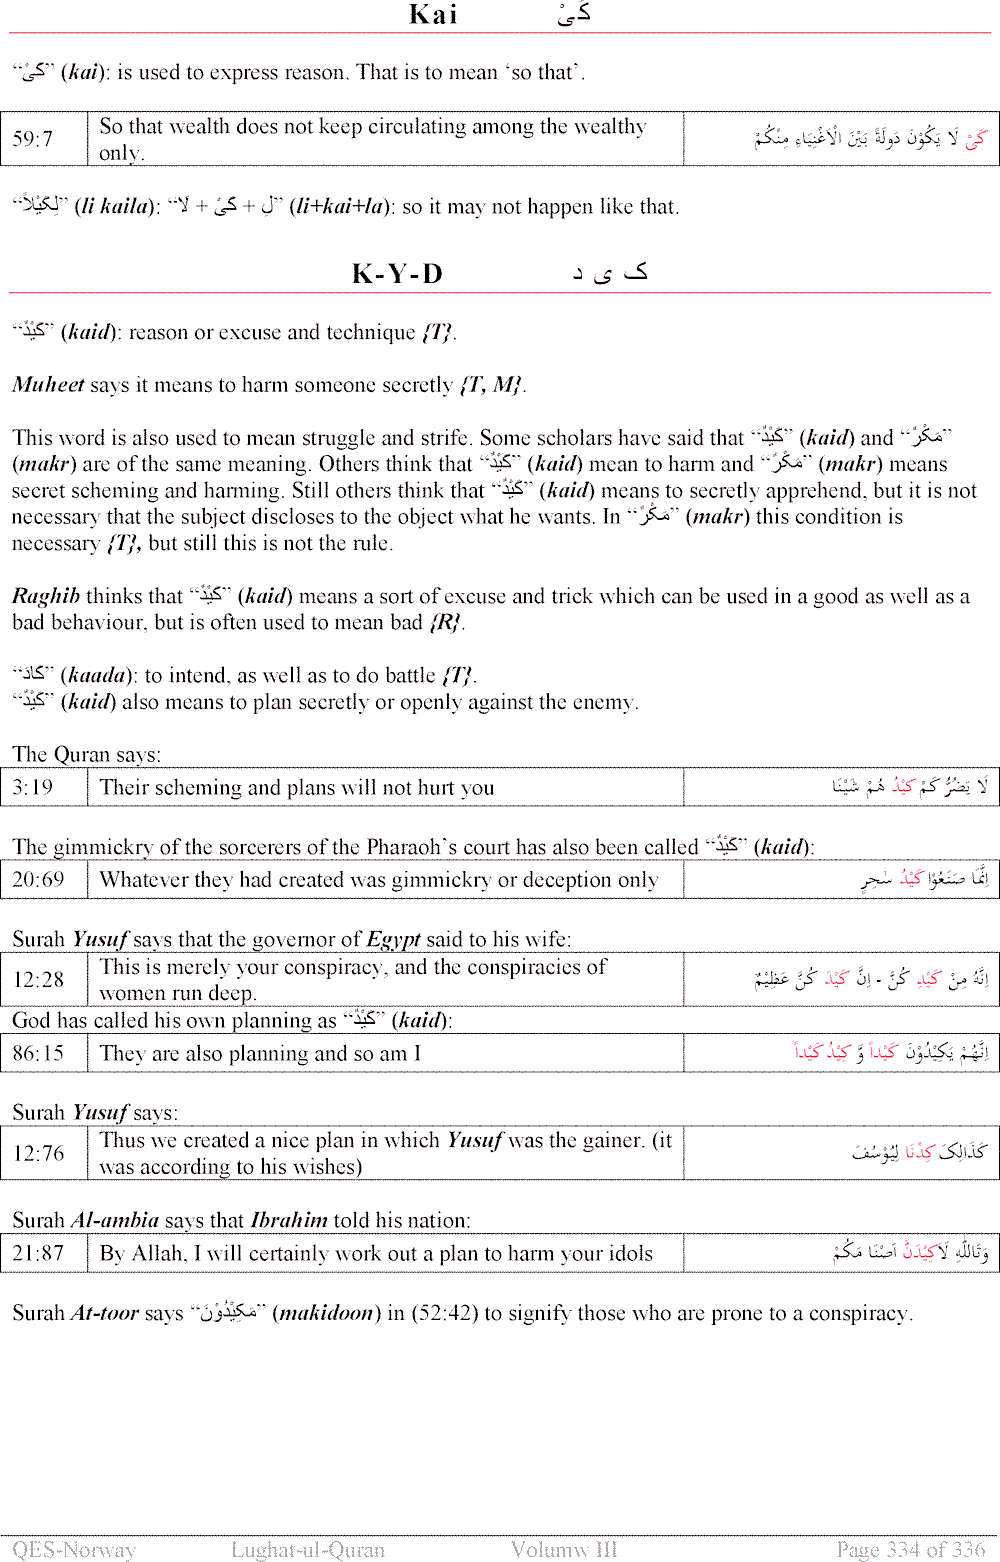 Kai كَىْ
“كَىْ” (kai): is used to express reason. That is to mean ‘so that’.
59:7 So that wealth does not keep circulating among the wealthy only. كَىْ لَا يَكُوْنَ دُولَةً بَيْنَ الْاَغْنِيَاءِ مِنْكُمْ
“لِكَيْلاَ” (li kaila): “لِ + كَىْ + لَا” (li+kai+la): so it may not happen like that.
K-Y-D ک ی د
“كَيْدٌ” (kaid): reason or excuse and technique {T}.
Muheet says it means to harm someone secretly {T, M}.
This word is also used to mean struggle and strife. Some scholars have said that “كَيْدٌ” (kaid) and “مَكْرٌ”
(makr) are of the same meaning. Others think that “كَيْدٌ” (kaid) mean to harm and “مَكْرٌ” (makr) means
secret scheming and harming. Still others think that “كَيْدٌ” (kaid) means to secretly apprehend, but it is not
necessary that the subject discloses to the object what he wants. In “مَكْرٌ” (makr) this condition is
necessary {T}, but still this is not the rule.
Raghib thinks that “كَيْدٌ” (kaid) means a sort of excuse and trick which can be used in a good as well as a
bad behaviour, but is often used to mean bad {R}.
“كَادَ” (kaada): to intend, as well as to do battle {T}.
“كَيْدٌ” (kaid) also means to plan secretly or openly against the enemy.
The Quran says:
3:19 Their scheming and plans will not hurt you لَا يَضُرُّ كَمْ كَيْدُ هُمْ شَيْئاَ
The gimmickry of the sorcerers of the Pharaoh`s court has also been called “كَيْدٌ” (kaid):
20:69 Whatever they had created was gimmickry or deception only اِنَّمَا صَنَعُوْا كَيْدُ سٰحِرٍ
Surah Yusuf says that the governor of Egypt said to his wife:
12:28 This is merely your conspiracy, and the conspiracies of women run deep. اِنَّهُ مِنْ كَيْدِ كُنَّ - اِنَّ كَيْدَ كُنَّ عَظِيْمٌ
God has called his own planning as “كَيْدٌ” (kaid):
86:15 They are also planning and so am I اِنَّهُمْ يَكِيْدُوْنَ كَيْداً وَّ كِيْدُ كَيْداً
Surah Yusuf says:
12:76 Thus we created a nice plan in which Yusuf was the gainer. (it was according to his wishes) كَذَالِكَ كِدْنَا لِيُوْسُفَ
Surah Al-ambia says that Ibrahim told his nation:
21:87 By Allah, I will certainly work out a plan to harm your idols وَتَاللّٰهِ لَاَ كِيْدَنَّ اَصْنَا مَكُمْ
Surah At-toor says “مَكِيْدُوْنَ” (makidoon) in (52:42) to signify those who are prone to a conspiracy.
QES-Norway Lughat-ul-Quran Volumw III Page 334 of 336